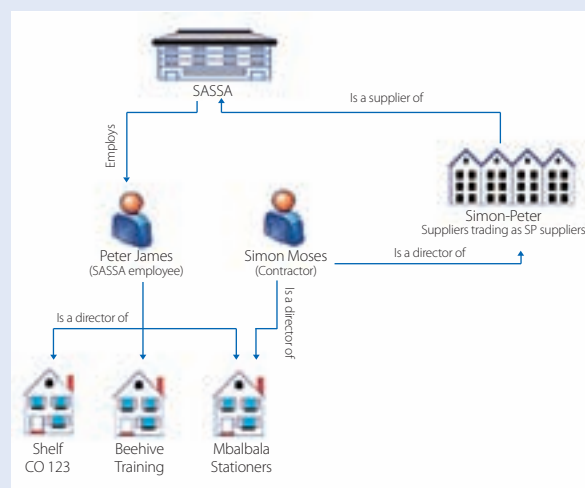 SASSA
Is a supplier of
Employs
Simon-Peter
Suppliers trading as SP suppliers
Peter James
(SASSA employee)
Simon Moses
(Contractor)
Is a director of
Is a director of
Is a director of
Shelf
CO 123
Beehive
Training
Mbalbala
Stationers